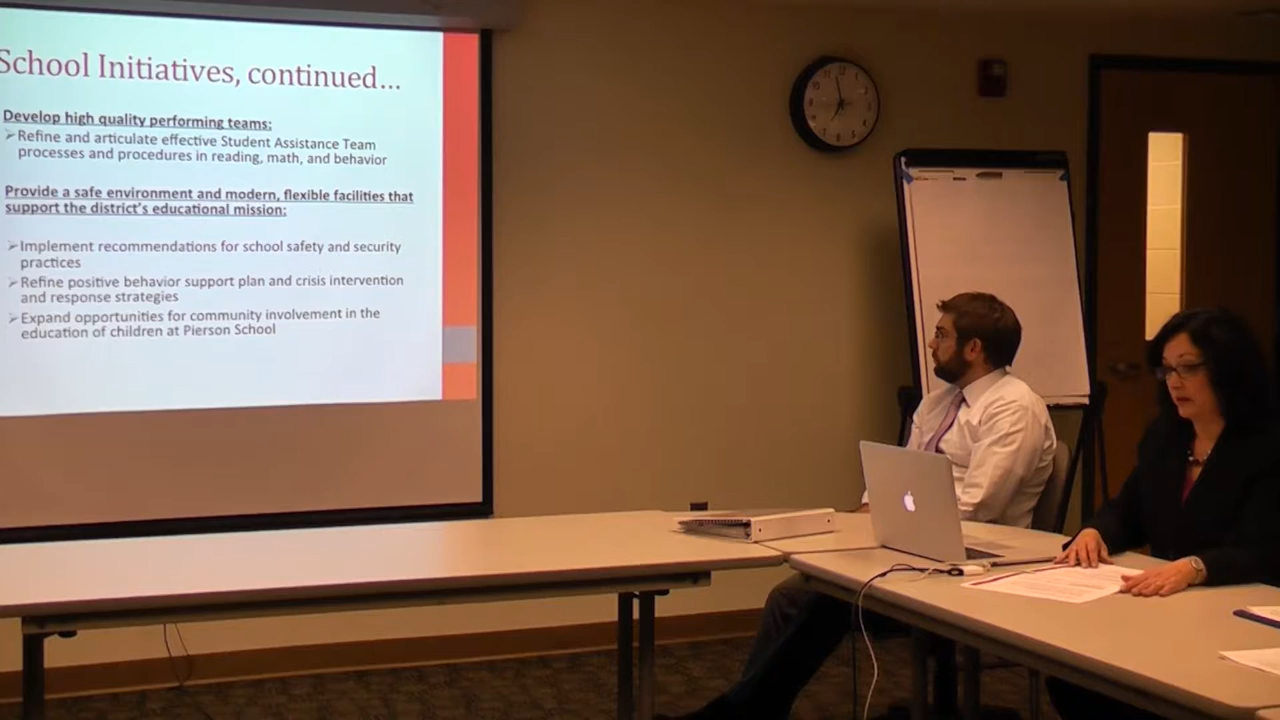 School Initiatives, continued...
Develop high quality performing teams:
➢Refine and articulate effective Student Assistance Team
processes and procedures in reading, math, and behavior
Provide a safe environment and modern, flexible facilities that
support the district's educational mission:
➢Implement recommendations for school safety and security
practices
➢Refine positive behavior support plan and crisis intervention
and response strategies
➢Expand opportunities for community involvement in the
education of children at Pierson School